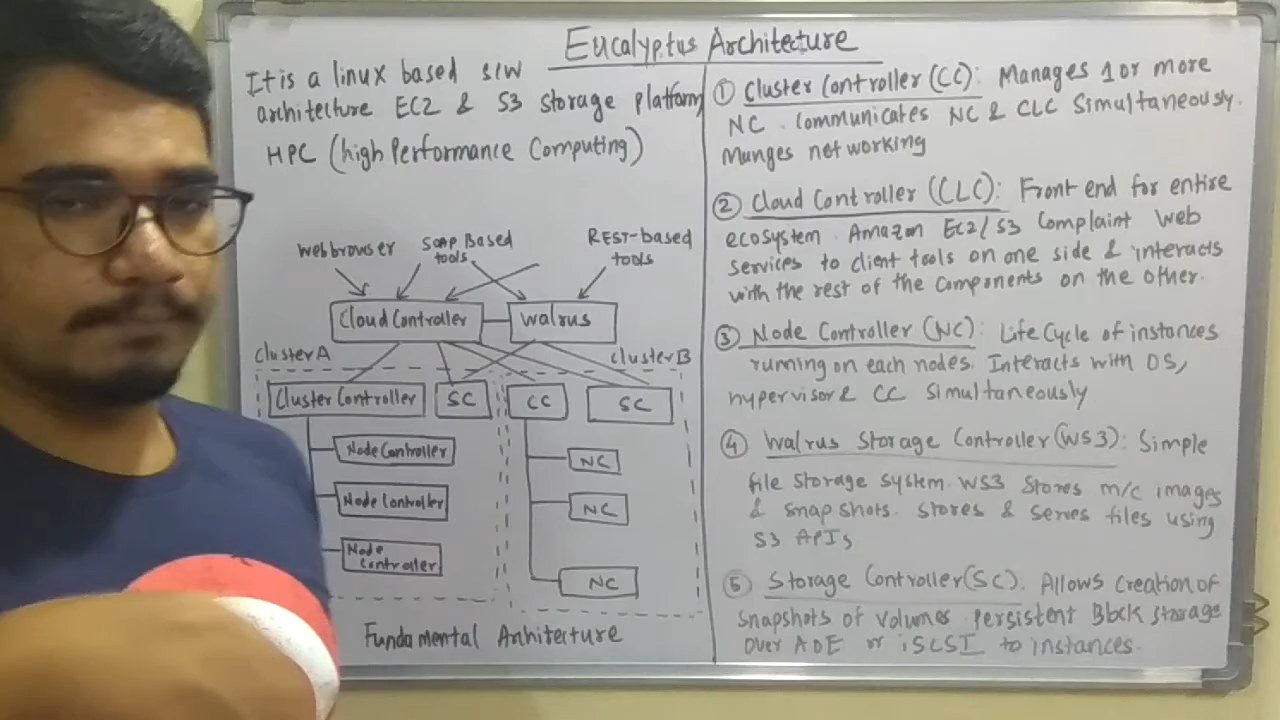 Eucalyptus Architecture
It is a linux based s/w
architecture EC2 & S3 storage platform
HPC (high Performance Computing)
web browser
SOAP Based
tools
REST-based
tools
Cloud Controller
Walrus
Cluster A
Cluster B
Cluster Controller
SC
CC
SC
Node Controller
Node Controller
Node
Controller
NC
NC
NC
Fundamental Arhitecture
① Cluster Controller (CC): Manages 1 or more
NC. Communicates NC & CLC Simultaneously.
Munges networking
② Cloud Controller (CLC): Front end for entire
ecosystem. Amazon EC2/S3 Complaint Web
Services to client tools on one side & interacts
with the rest of the Components on the other.
③ Node Controller (NC): Life Cycle of instances
running on each nodes. Interacts with OS,
hypervisor & CC Simultaneously
④ Walrus Storage Controller (WS3): Simple
file Storage system. WS3 Stores m/c images
& snapshots. Stores & serves files using
S3 APIs
⑤ Storage Controller (SC). Allows Creation of
snapshots of volumes. Persistent Block Storage
over AOE or iSCSI to instances.